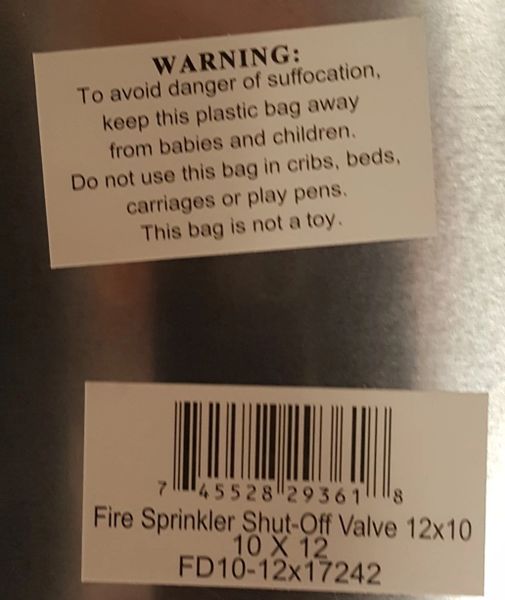 WARNING:
To avoid danger of suffocation,
keep this plastic bag away
from babies and children.
Do not use this bag in cribs, beds,
carriages or play pens.
This bag is not a toy.
7 45528 29361 8
Fire Sprinkler Shut-Off Valve 12x10
10 X 12
FD10-12x17242